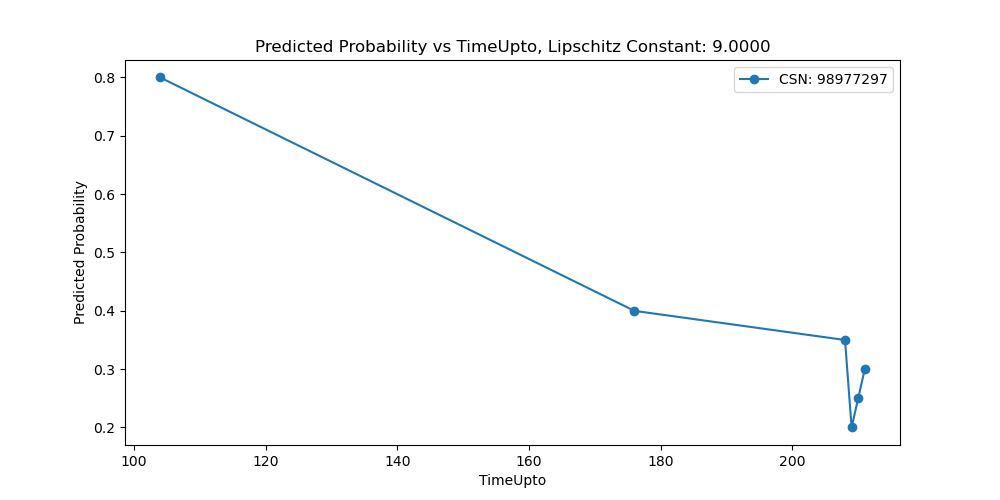 Predicted Probability vs TimeUpto, Lipschitz Constant: 9.0000
CSN: 98977297
Predicted Probability
0.8
0.7
0.6
0.5
0.4
0.3
0.2
100 120 140 160 180 200
TimeUpto